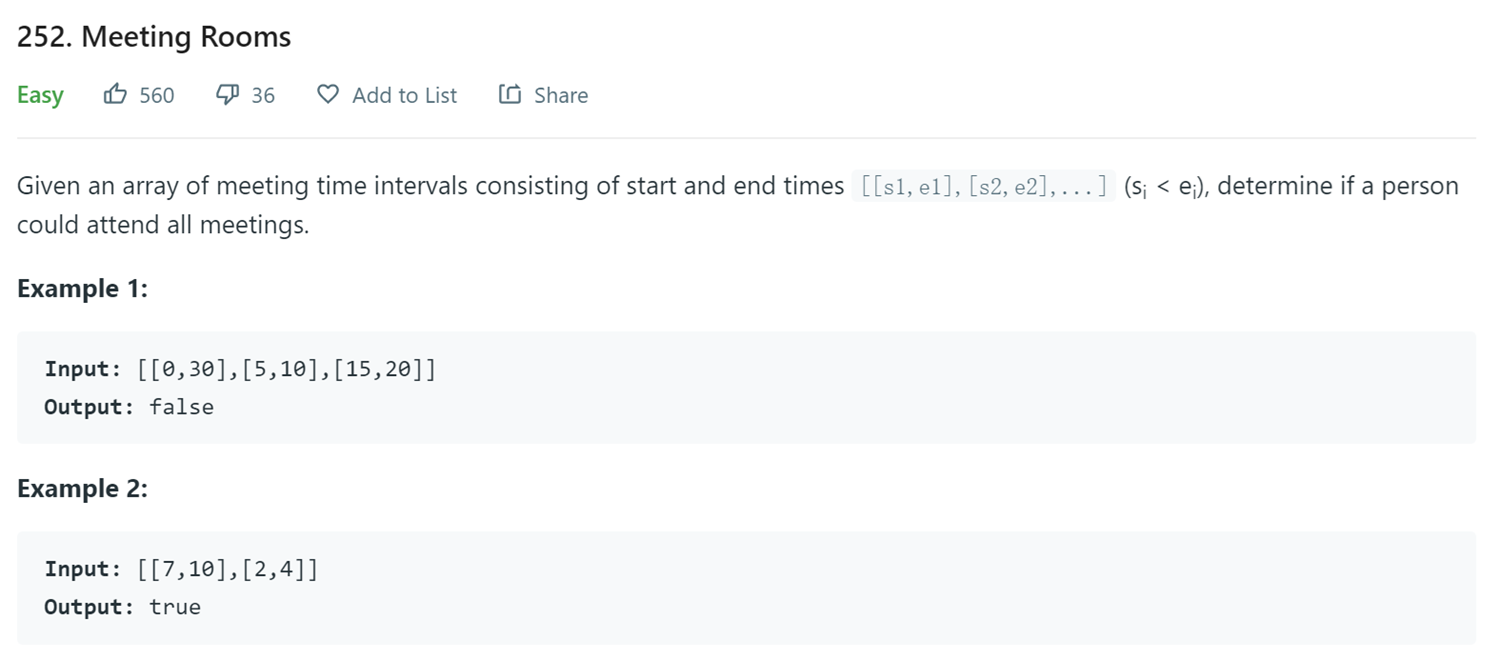 252. Meeting Rooms
Easy 560 36 Add to List Share
Given an array of meeting time intervals consisting of start and end times [[s1,e1],[s2,e2],...] (si < ei), determine if a person
could attend all meetings.
Example 1:
Input: [[0,30],[5,10],[15,20]]
Output: false
Example 2:
Input: [[7,10],[2,4]]
Output: true